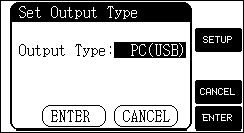 Set Output Type
Output Type: PC(USB)
SETUP
CANCEL
ENTER CANCEL ENTER